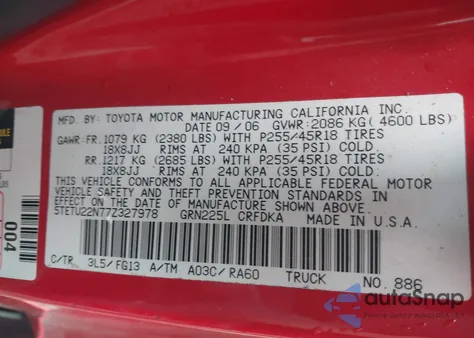 MFD. BY: TOYOTA MOTOR MANUFACTURING CALIFORNIA INC.
DATE 09 / 06 GVWR: 2086 KG( 4600 LBS)
GAWR:FR. 1079 KG (2380 LBS) WITH P255/45R18 TIRES
18X8JJ RIMS AT 240 KPA (35 PSI) COLD.
RR. 1217 KG (2685 LBS) WITH P255/45R18 TIRES
18X8JJ RIMS AT 240 KPA (35 PSI) COLD.
THIS VEHICLE CONFORMS TO ALL APPLICABLE FEDERAL MOTOR
VEHICLE SAFETY AND THEFT PREVENTION STANDARDS IN
EFFECT ON THE DATE OF MANUFACTURE SHOWN ABOVE.
5TETU22N77Z327978 GRN225L CRFDKA MADE IN U.S.A.
C/TR. 3L5/FG13 A/TM A03C/RA60 TRUCK NO. 886
004
autoSnap